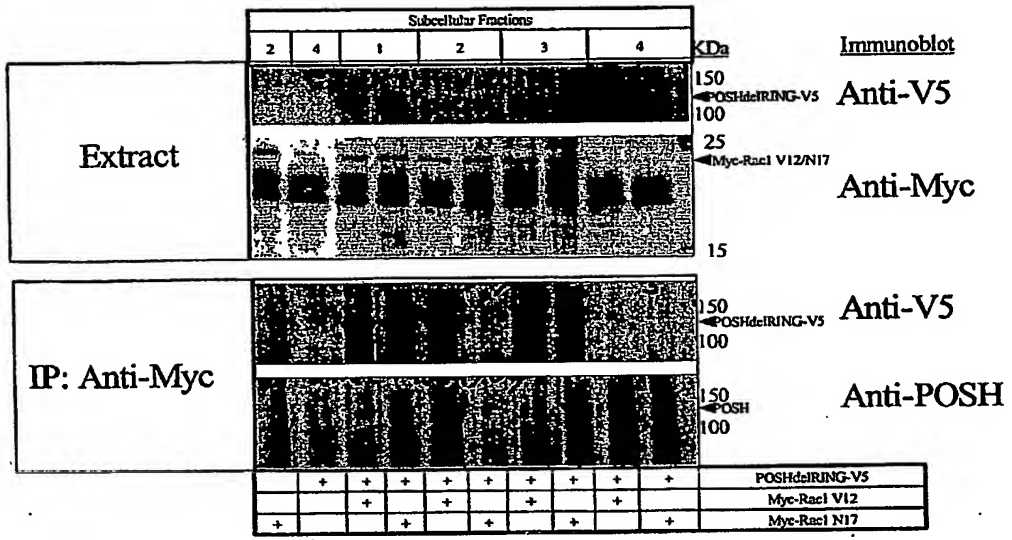 Subcellular Fractions
2 4 1 2 3 4 KDa Immunoblot
150
POSHdelRING-V5 Anti-V5
100
Extract
25
Myc-Rac1 V12/N17
Anti-Myc
15
150 Anti-V5
POSHdelRING-V5
100
IP: Anti-Myc
150 Anti-POSH
POSH
100
+ + + + + + + + + POSHdelRING-V5
+ + + + Myc-Rac1 V12
+ + + + + Myc-Rac1 N17